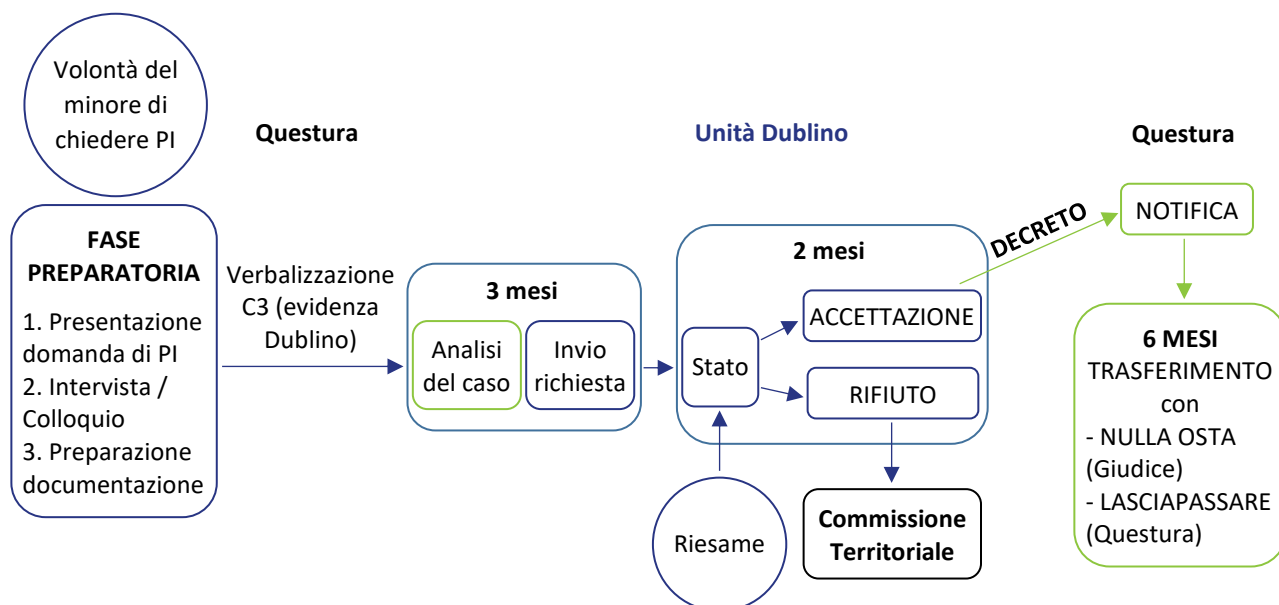 Volontà del
minore di
chiedere PI
Questura
Unità Dublino
Questura
FASE
PREPARATORIA
1. Presentazione
domanda di PI
2. Intervista /
Colloquio
3. Preparazione
documentazione
Verbalizzazione
C3 (evidenza
Dublino)
3 mesi
Analisi
del caso
Invio
richiesta
2 mesi
Stato
ACCETTAZIONE
RIFIUTO
Riesame
Commissione
Territoriale
DECRETO
NOTIFICA
6 MESI
TRASFERIMENTO
con
- NULLA OSTA
(Giudice)
- LASCIAPASSARE
(Questura)